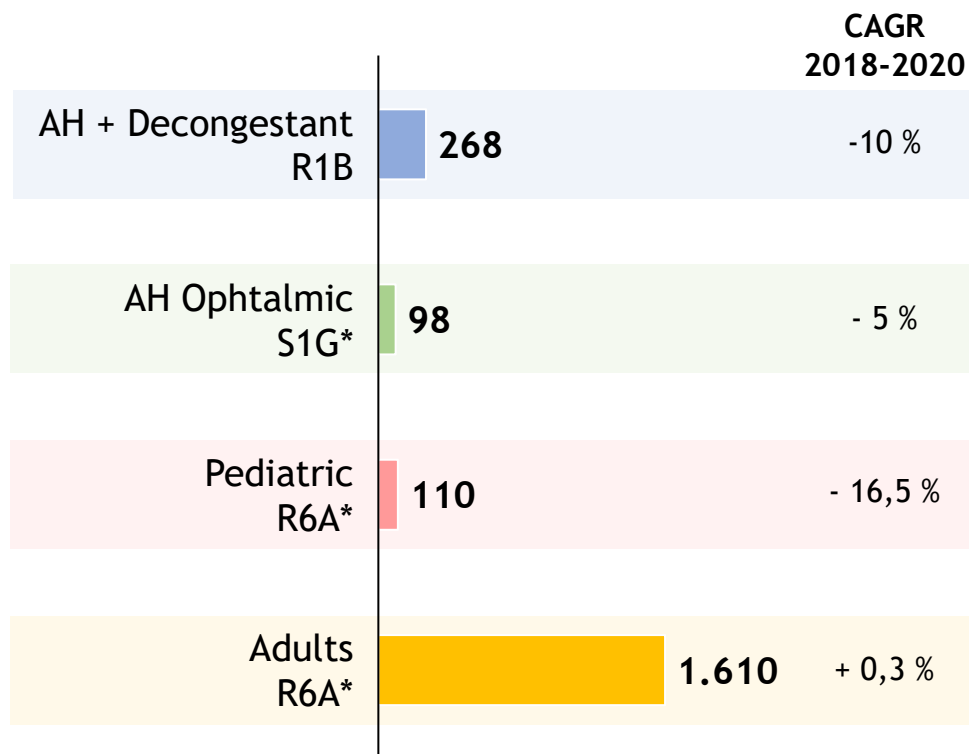 CAGR
2018-2020
AH + Decongestant
R1B
268
-10 %
AH Ophtalmic
S1G*
98
- 5 %
Pediatric
R6A*
110
- 16,5 %
Adults
R6A*
1.610
+ 0,3 %